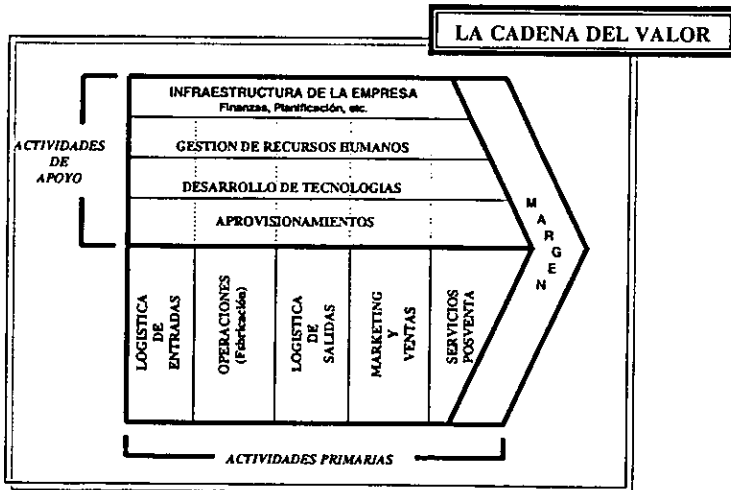 LA CADENA DEL VALOR
INFRAESTRUCTURA DE LA EMPRESA
Finanzas, Planificación, etc.
GESTION DE RECURSOS HUMANOS
DESARROLLO DE TECNOLOGIAS
APROVISIONAMIENTOS
ACTIVIDADES
DE
APOYO
MARGEN
LOGISTICA
DE
ENTRADAS
OPERACIONES
(Fabricación)
LOGISTICA
DE
SALIDAS
MARKETING
Y
VENTAS
SERVICIOS
POSVENTA
ACTIVIDADES PRIMARIAS